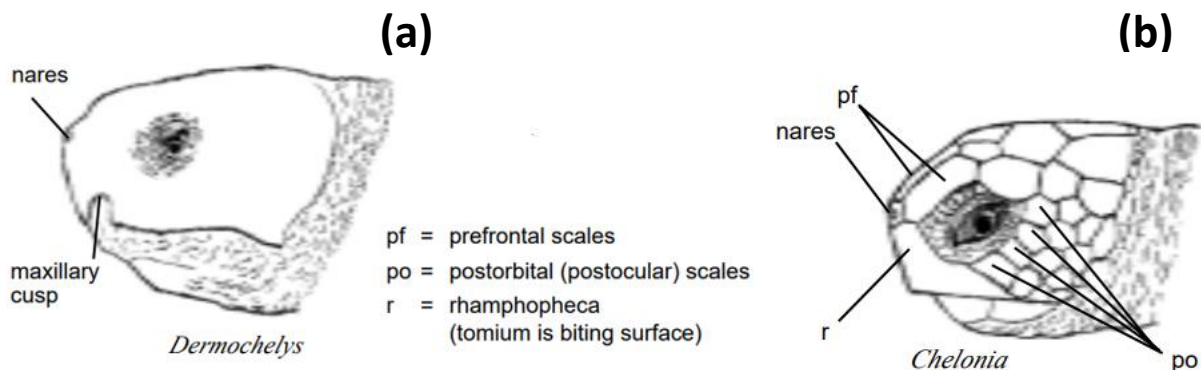 (a)
nares
maxillary
cusp
Dermochelys
pf = prefrontal scales
po = postorbital (postocular) scales
r = rhamphopheca
(tomium is biting surface)
(b)
pf
nares
r
Chelonia
po